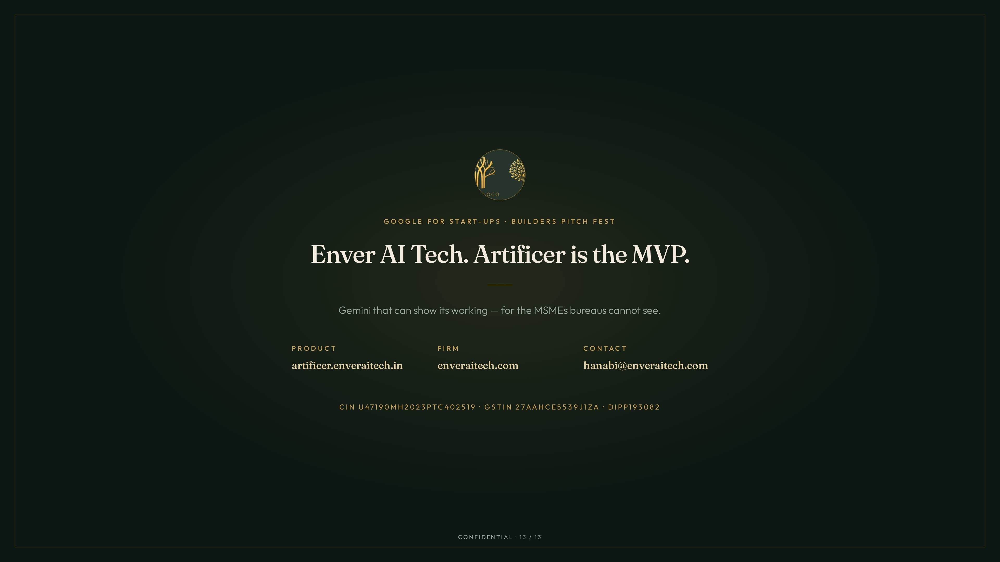 LOGO
GOOGLE FOR START-UPS · BUILDERS PITCH FEST
Enver AI Tech. Artificer is the MVP.
Gemini that can show its working — for the MSMEs bureaus cannot see.
PRODUCT FIRM CONTACT
artificer.enveraitech.in enveraitech.com hanabi@enveraitech.com
CIN U47190MH2023PTC402519 · GSTIN 27AAHCE5539J1ZA · DIPP193082
CONFIDENTIAL · 13 / 13